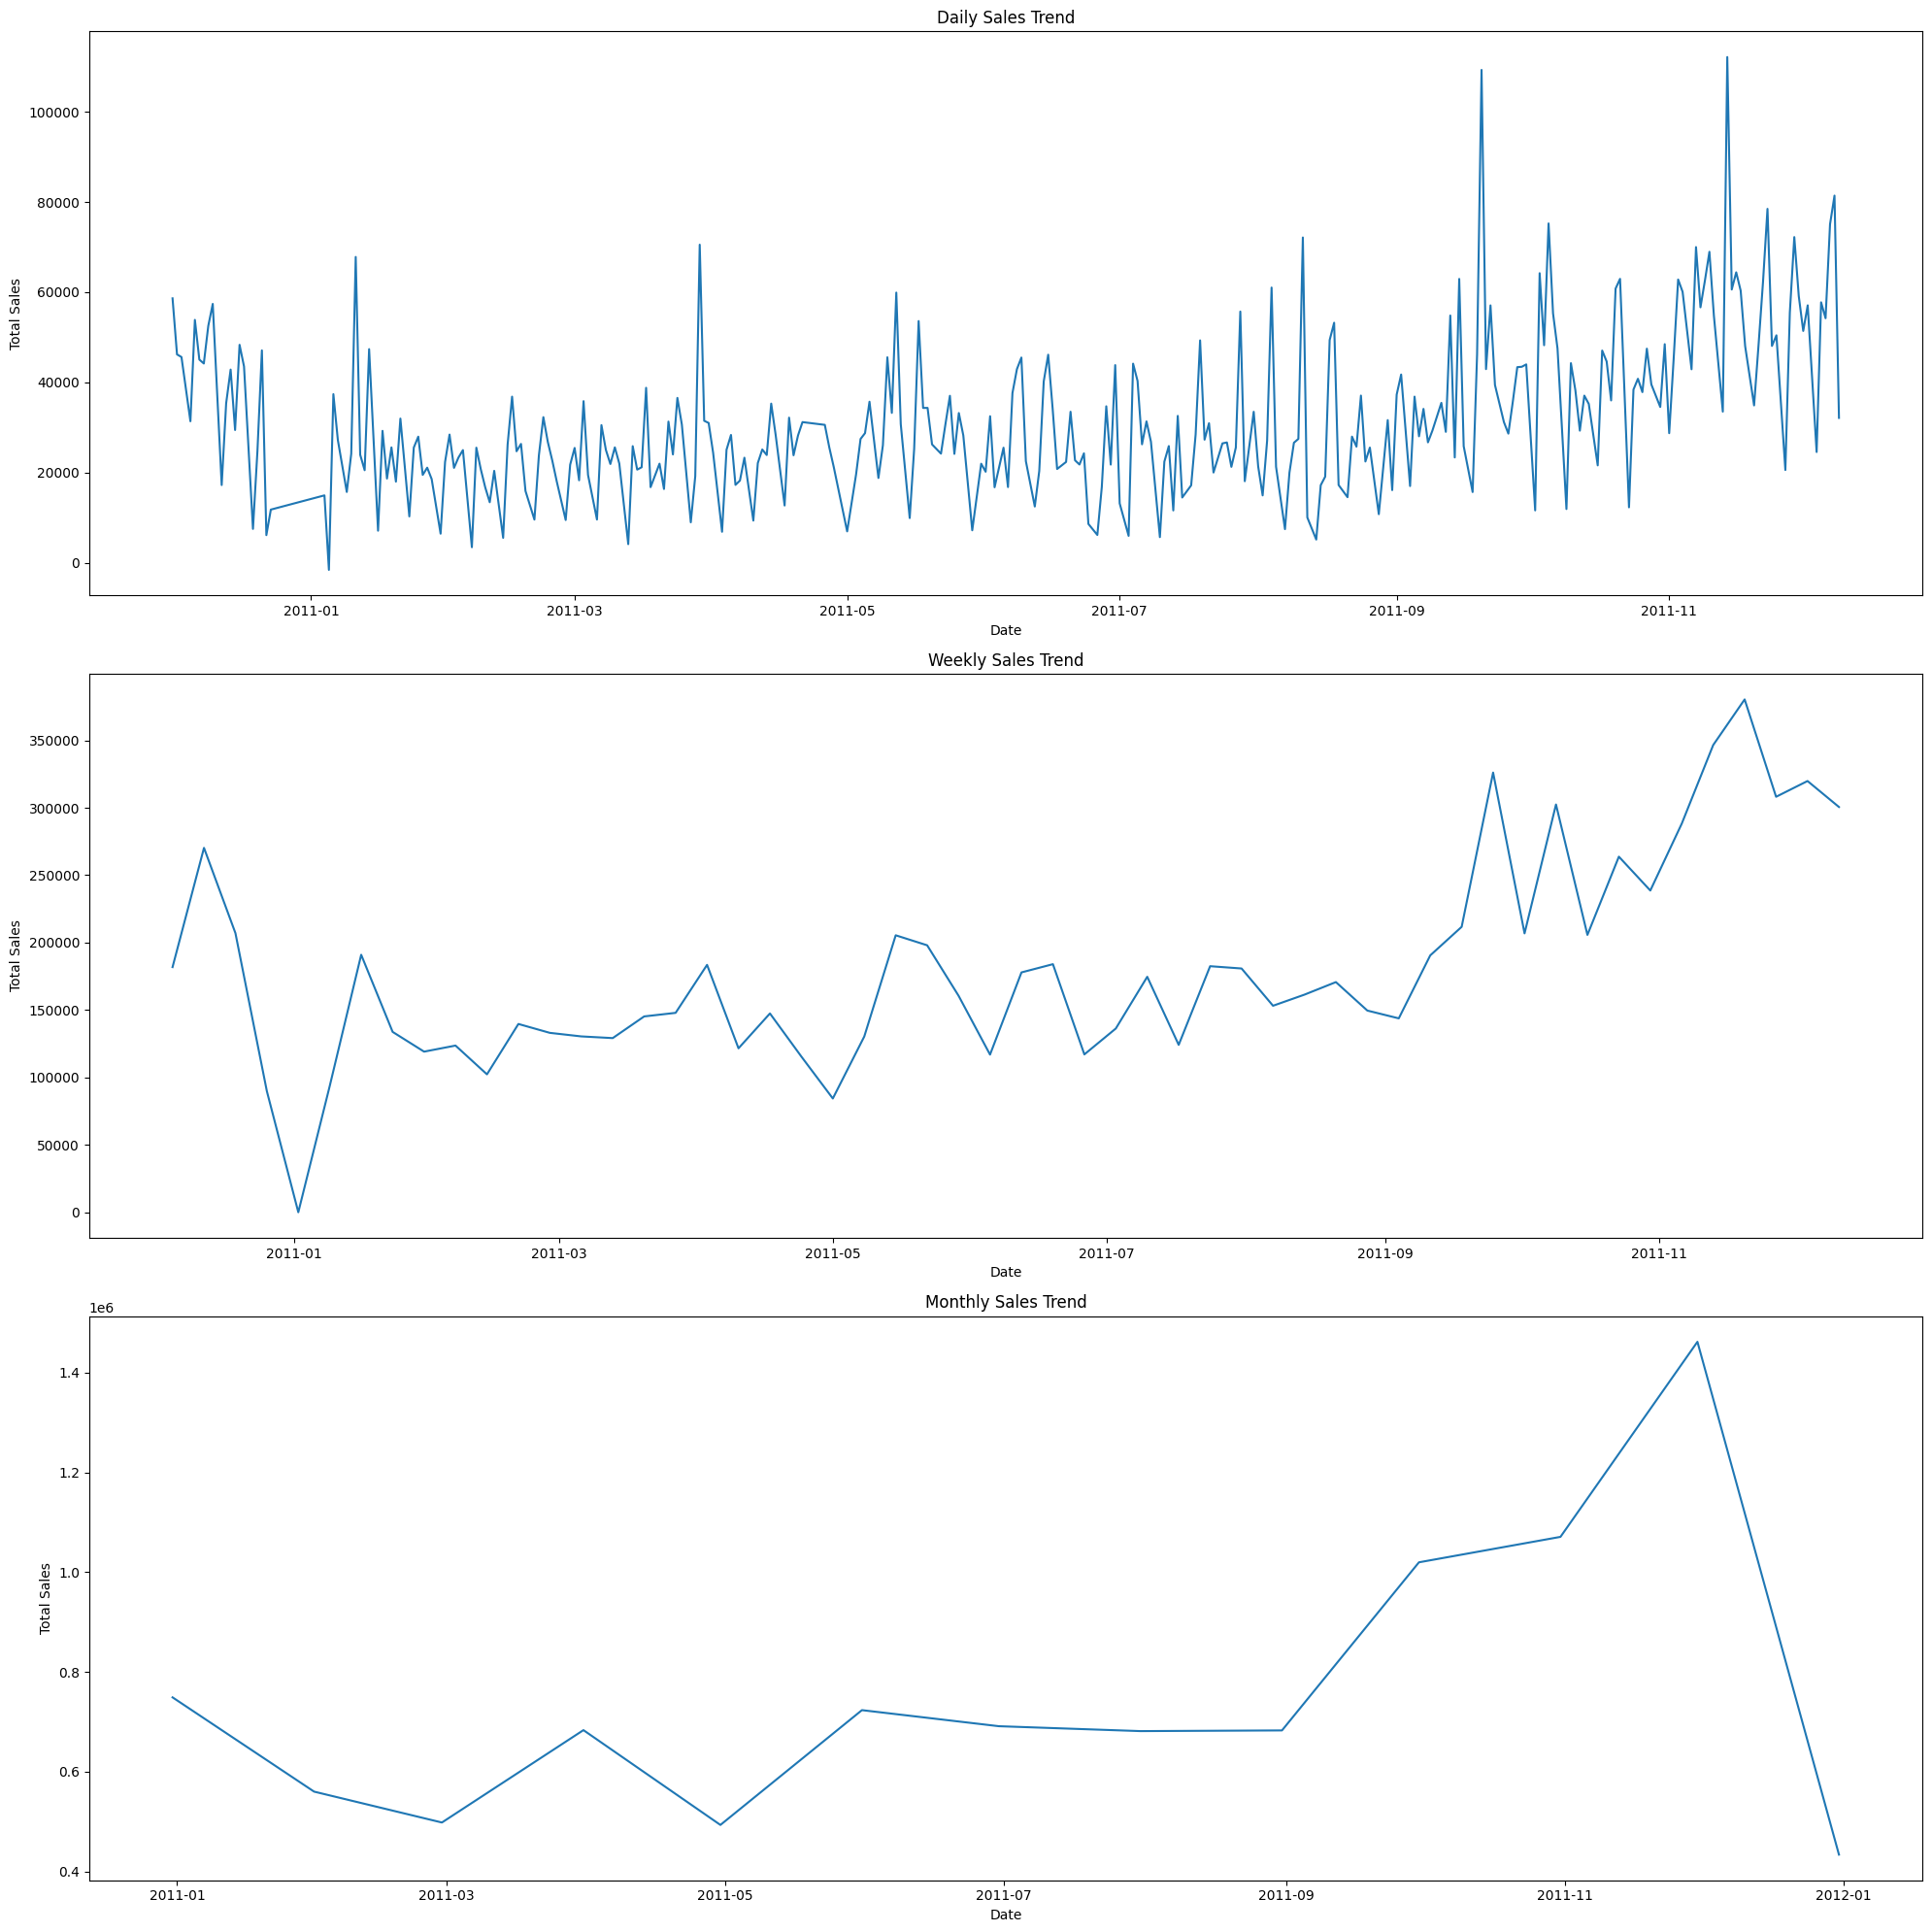 Daily Sales Trend
100000
80000
60000
40000
20000
0
Total Sales
2011-01 2011-03 2011-05 2011-07 2011-09 2011-11
Date
Weekly Sales Trend
350000
300000
250000
200000
150000
100000
50000
0
Total Sales
2011-01 2011-03 2011-05 2011-07 2011-09 2011-11
Date
Monthly Sales Trend
1e6
1.4
1.2
1.0
0.8
0.6
0.4
Total Sales
2011-01 2011-03 2011-05 2011-07 2011-09 2011-11 2012-01
Date